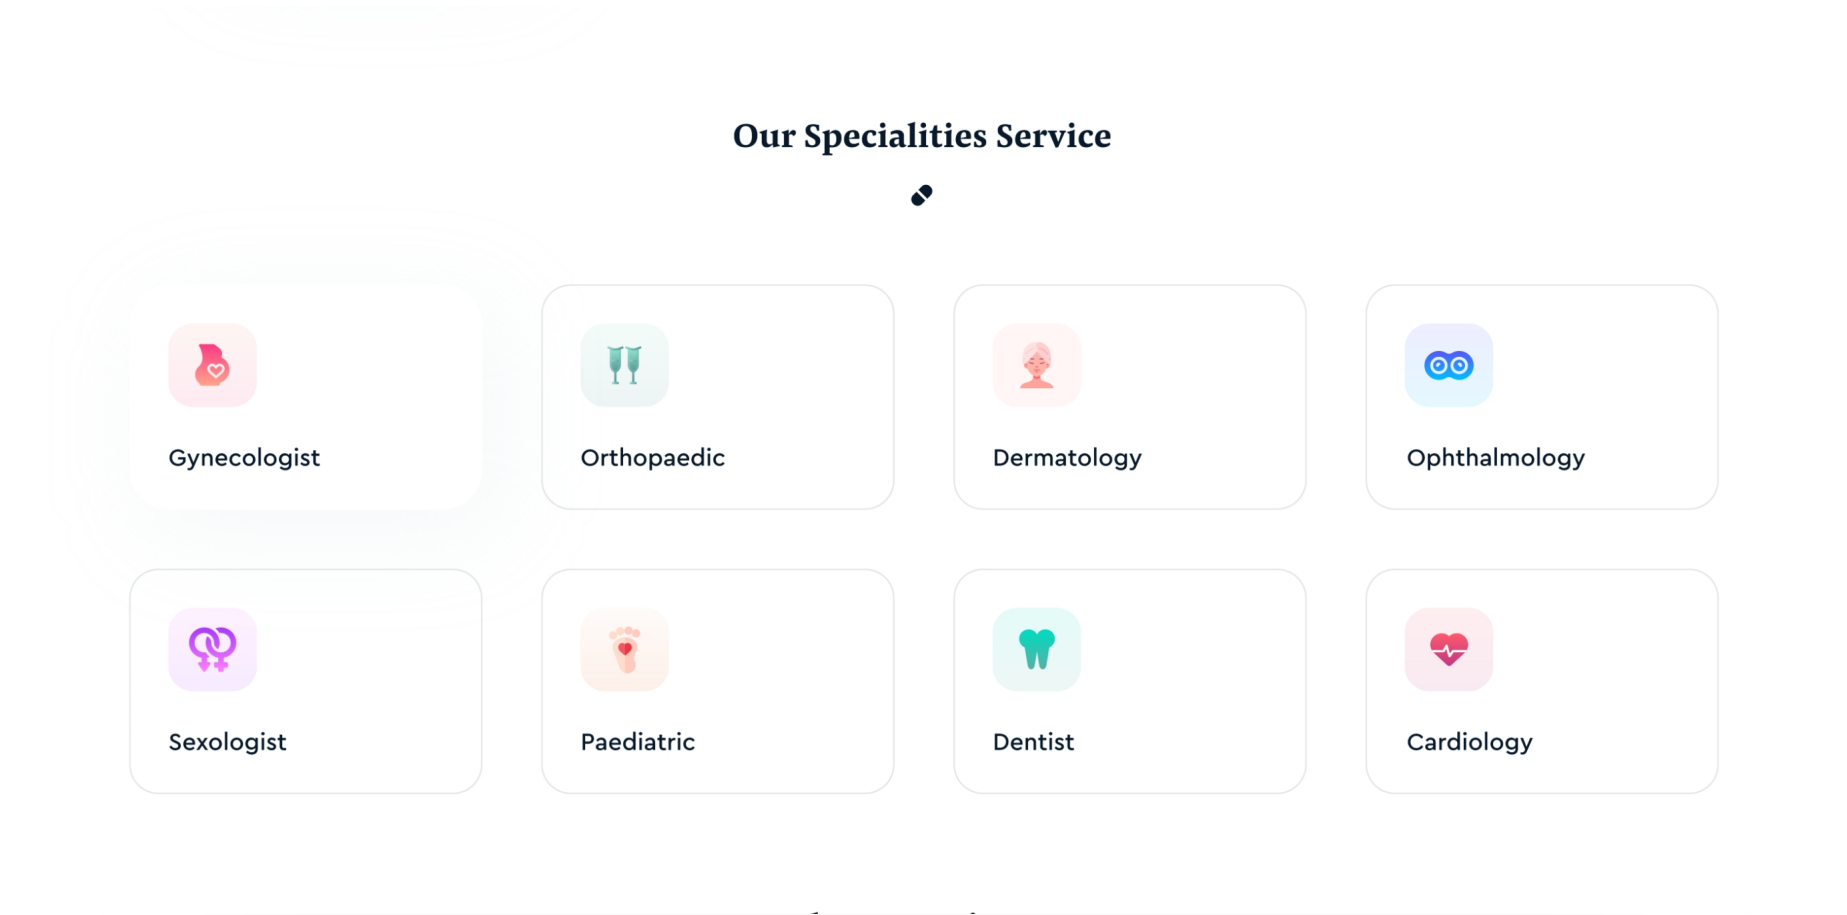 Our Specialities Service
Gynecologist
Orthopaedic
Dermatology
Ophthalmology
Sexologist
Paediatric
Dentist
Cardiology